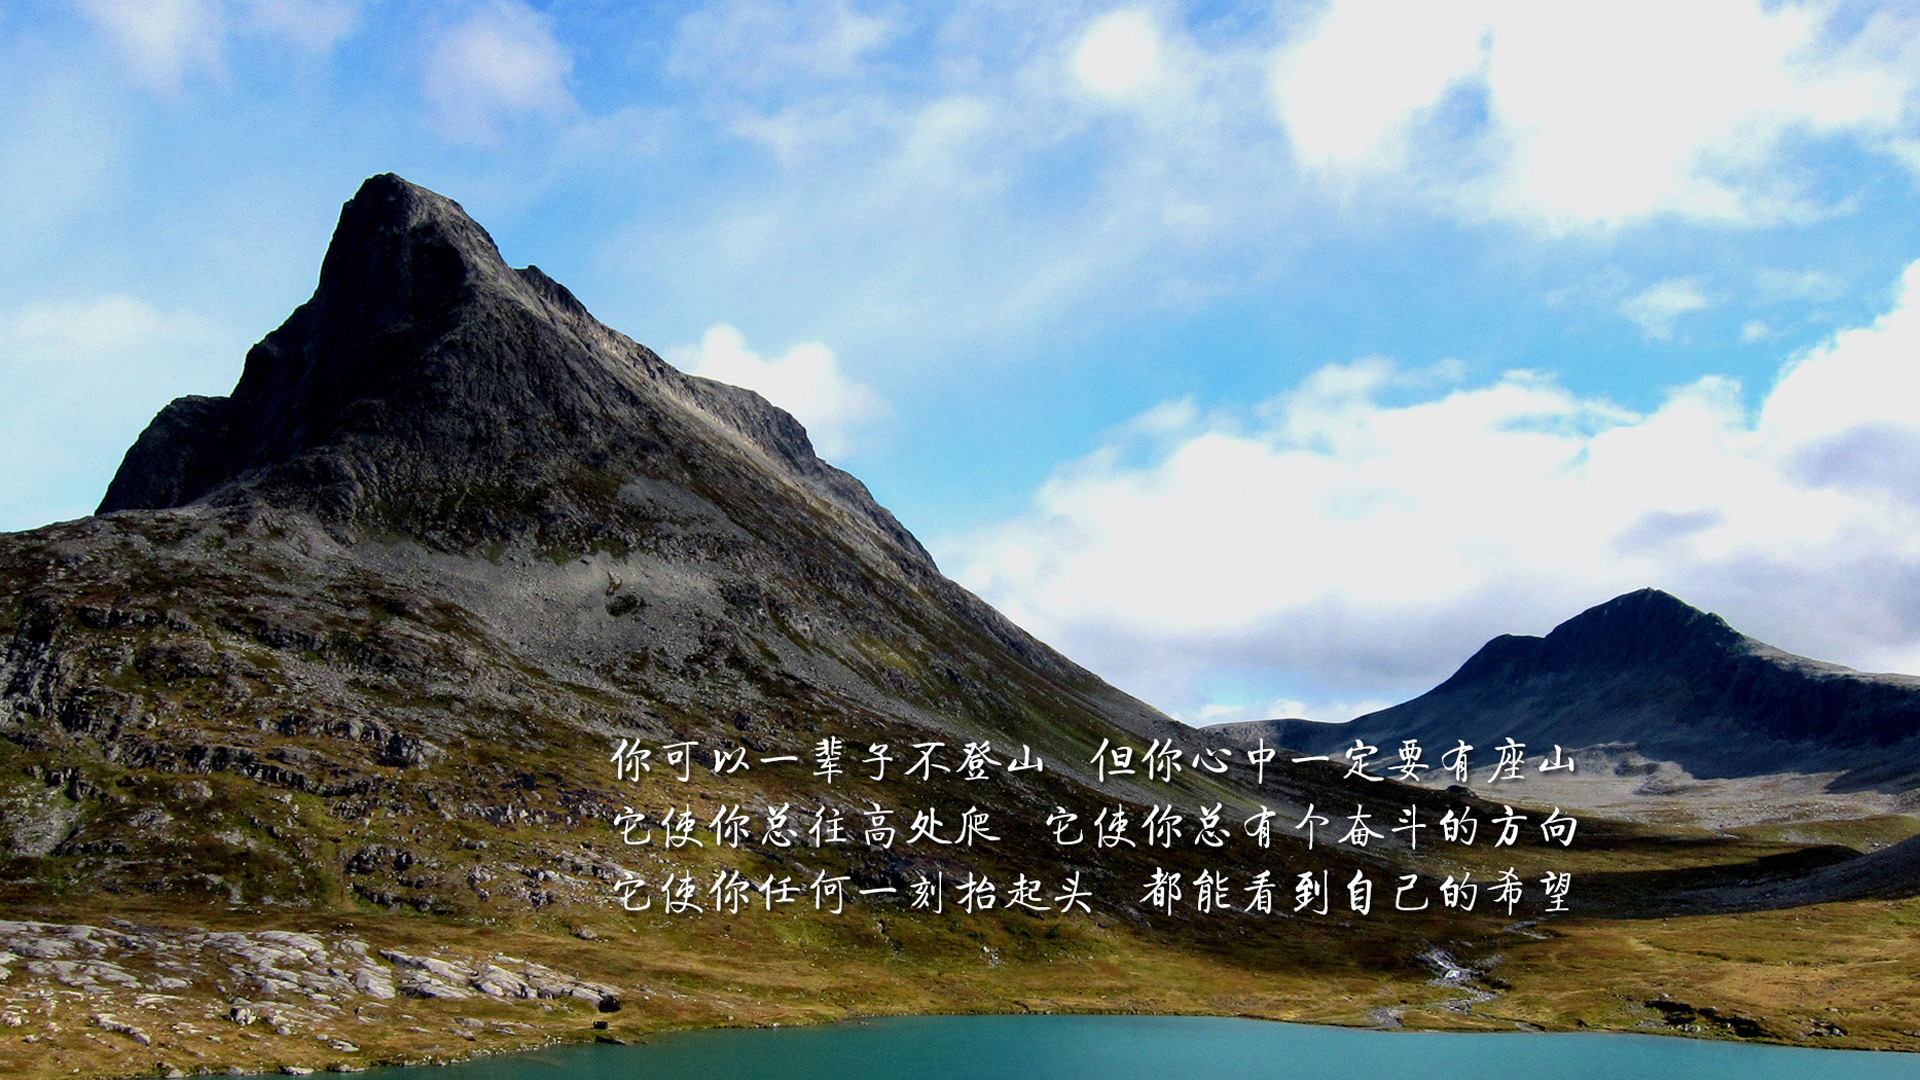 你可以一辈子不登山 但你心中一定要有座山
它使你总往高处爬 它使你总有个奋斗的方向
它使你任何一刻抬起头 都能看到自己的希望